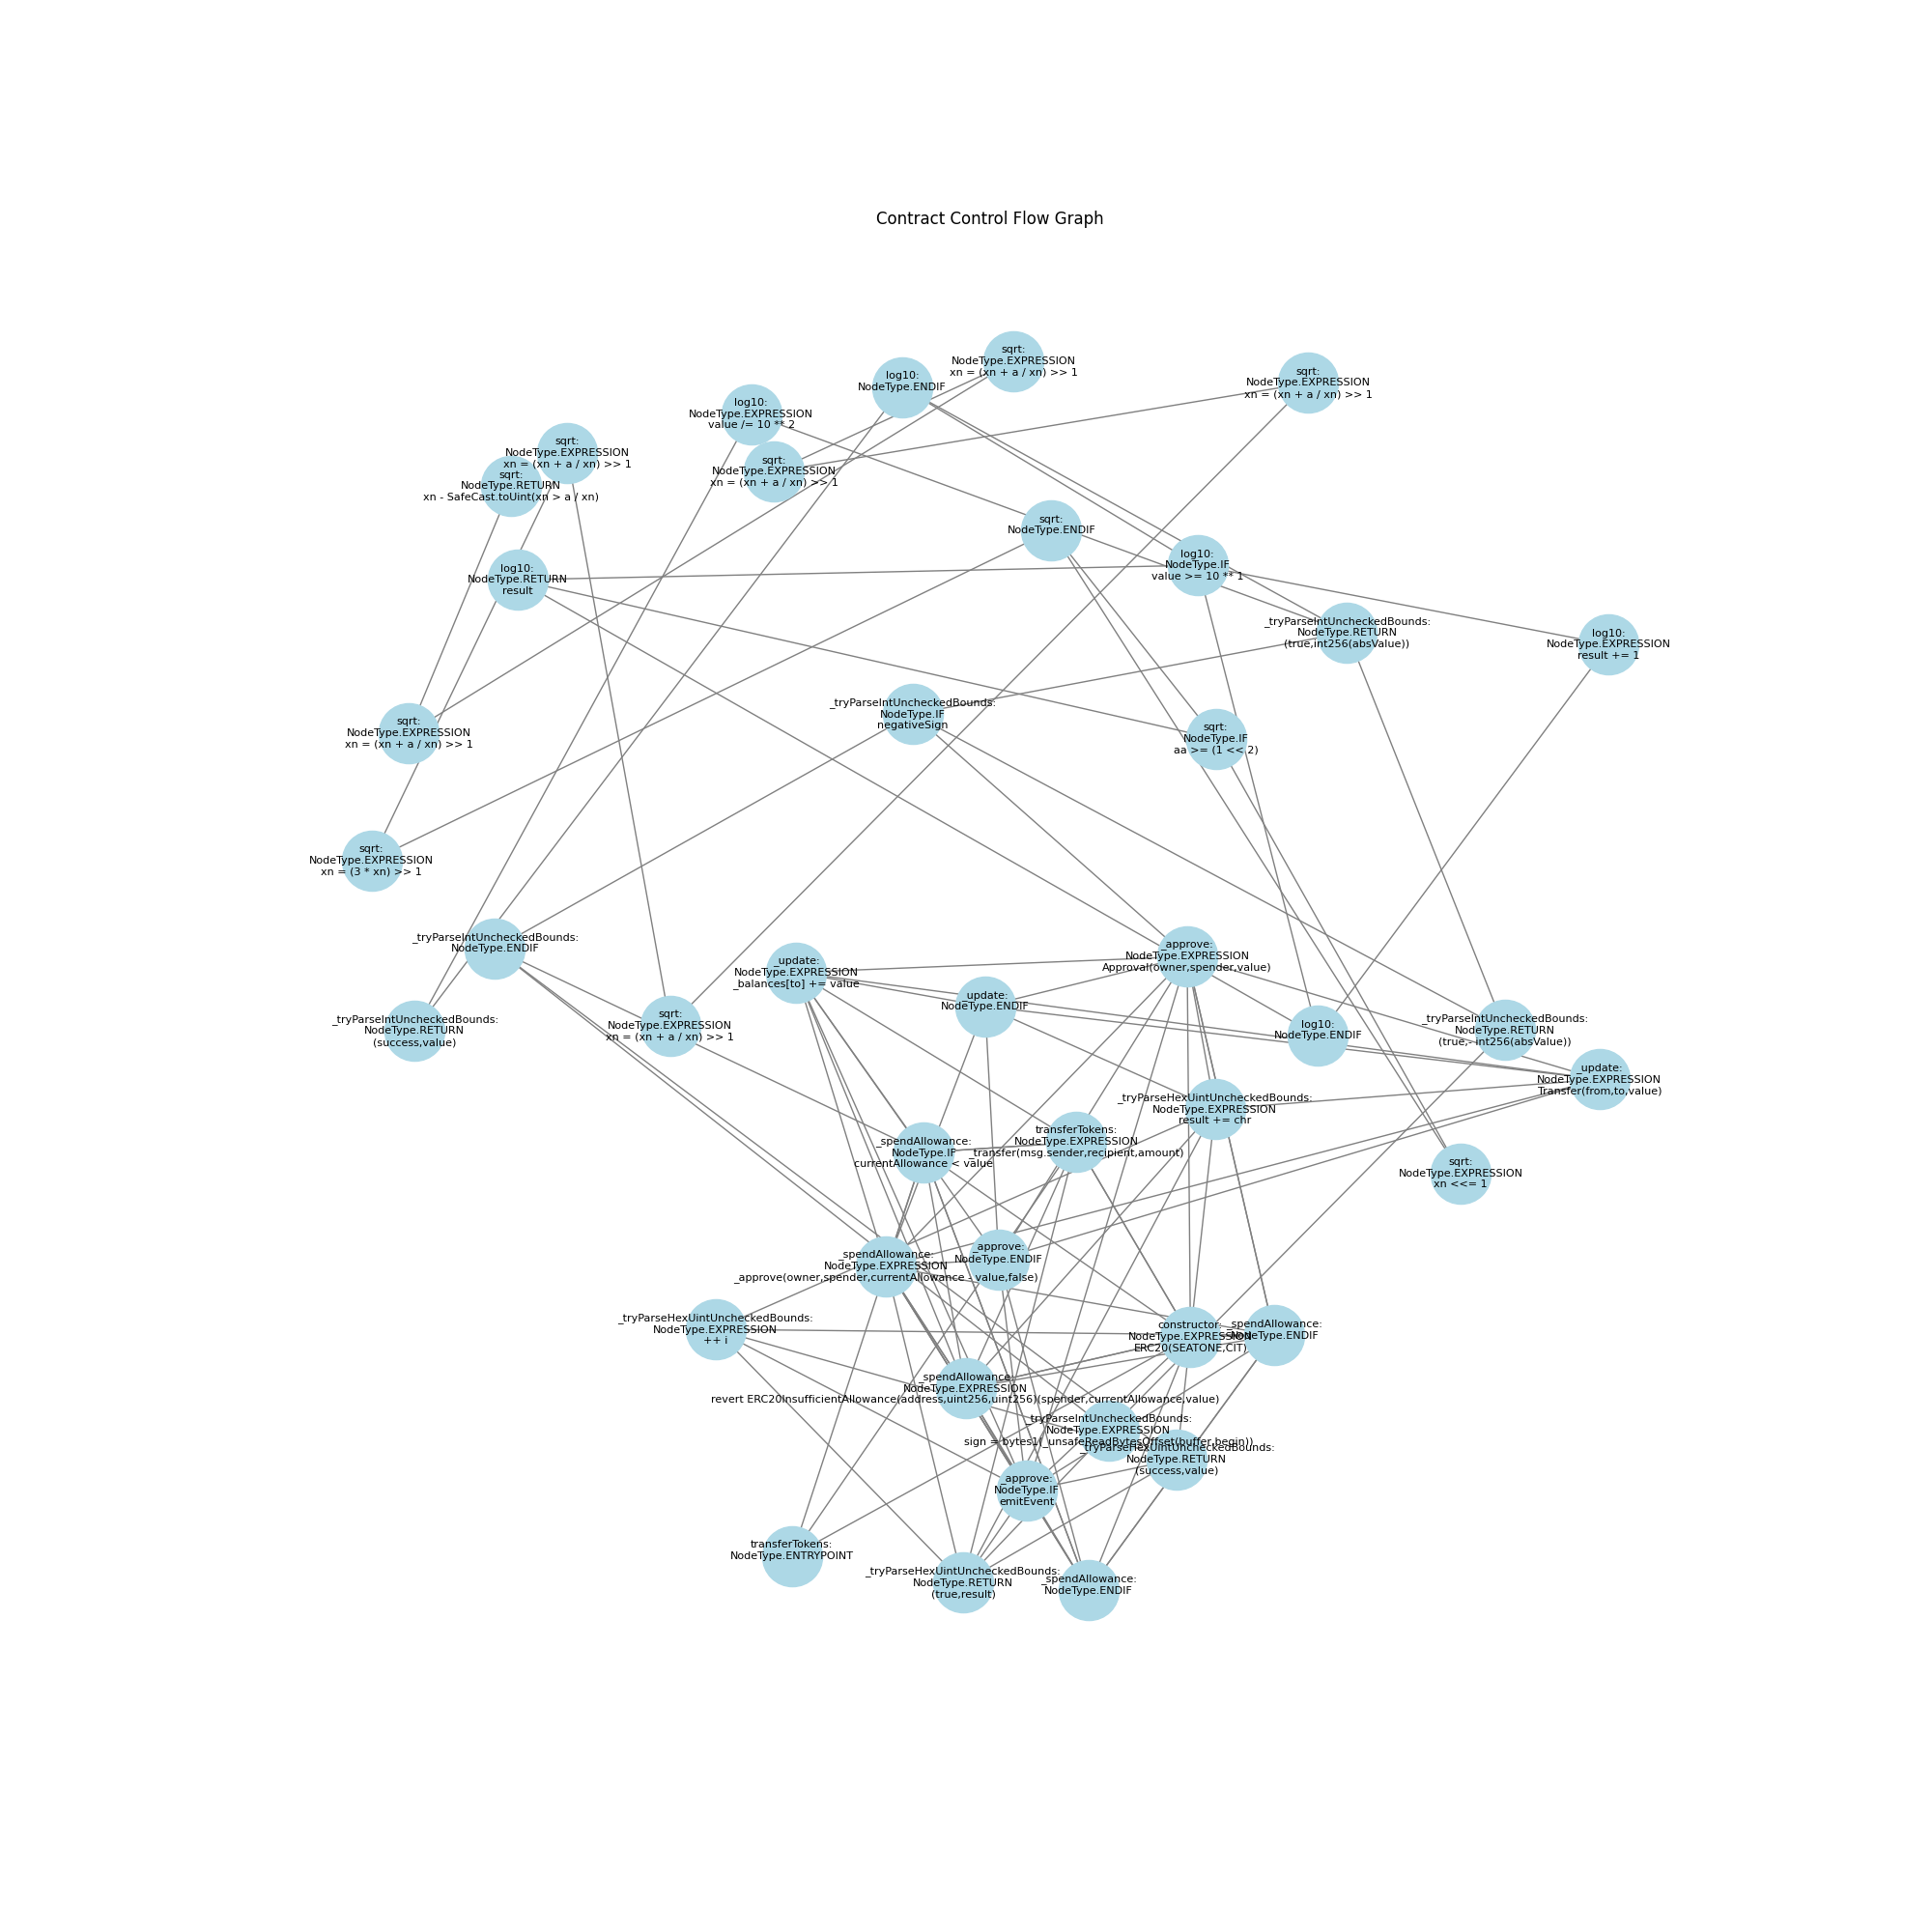 Contract Control Flow Graph
sqrt:
NodeType.EXPRESSION
xn = (xn + a / xn) >> 1
log10:
NodeType.ENDIF
sqrt:
NodeType.EXPRESSION
xn = (xn + a / xn) >> 1
log10:
NodeType.EXPRESSION
value /= 10 ** 2
sqrt:
NodeType.EXPRESSION
xn = (xn + a / xn) >> 1
sqrt:
NodeType.EXPRESSION
xn = (xn + a / xn) >> 1
sqrt:
NodeType.RETURN
xn - SafeCast.toUint(xn > a / xn)
sqrt:
NodeType.ENDIF
log10:
NodeType.RETURN
result
log10:
NodeType.IF
value >= 10 ** 1
_tryParseIntUncheckedBounds:
NodeType.RETURN
(true,int256(absValue))
log10:
NodeType.EXPRESSION
result += 1
_tryParseIntUncheckedBounds:
NodeType.IF
negativeSign
sqrt:
NodeType.EXPRESSION
xn = (xn + a / xn) >> 1
sqrt:
NodeType.IF
aa >= (1 << 2)
sqrt:
NodeType.EXPRESSION
xn = (3 * xn) >> 1
_tryParseIntUncheckedBounds:
NodeType.ENDIF
_approve:
NodeType.EXPRESSION
Approval(owner,spender,value)
_update:
NodeType.EXPRESSION
_balances[to] += value
_update:
NodeType.ENDIF
_tryParseIntUncheckedBounds:
NodeType.RETURN
(success,value)
sqrt:
NodeType.EXPRESSION
xn = (xn + a / xn) >> 1
log10:
NodeType.ENDIF
_tryParseIntUncheckedBounds:
NodeType.RETURN
(true,- int256(absValue))
_update:
NodeType.EXPRESSION
Transfer(from,to,value)
_tryParseHexUintUncheckedBounds:
NodeType.EXPRESSION
result += chr
transferTokens:
NodeType.EXPRESSION
_transfer(msg.sender,recipient,amount)
_spendAllowance:
NodeType.IF
currentAllowance < value
sqrt:
NodeType.EXPRESSION
xn <<= 1
_approve:
NodeType.ENDIF
_spendAllowance:
NodeType.EXPRESSION
_approve(owner,spender,currentAllowance - value,false)
_tryParseHexUintUncheckedBounds:
NodeType.EXPRESSION
++ i
constructor:
NodeType.EXPRESSION
ERC20(SEATONE,CIT)
_spendAllowance:
NodeType.ENDIF
_spendAllowance:
NodeType.EXPRESSION
revert ERC20InsufficientAllowance(address,uint256,uint256)(spender,currentAllowance,value)
_tryParseIntUncheckedBounds:
NodeType.EXPRESSION
sign = bytes1(_unsafeReadBytesOffset(buffer,begin))
_tryParseHexUintUncheckedBounds:
NodeType.RETURN
(success,value)
_approve:
NodeType.IF
emitEvent
transferTokens:
NodeType.ENTRYPOINT
_tryParseHexUintUncheckedBounds:
NodeType.RETURN
(true,result)
_spendAllowance:
NodeType.ENDIF